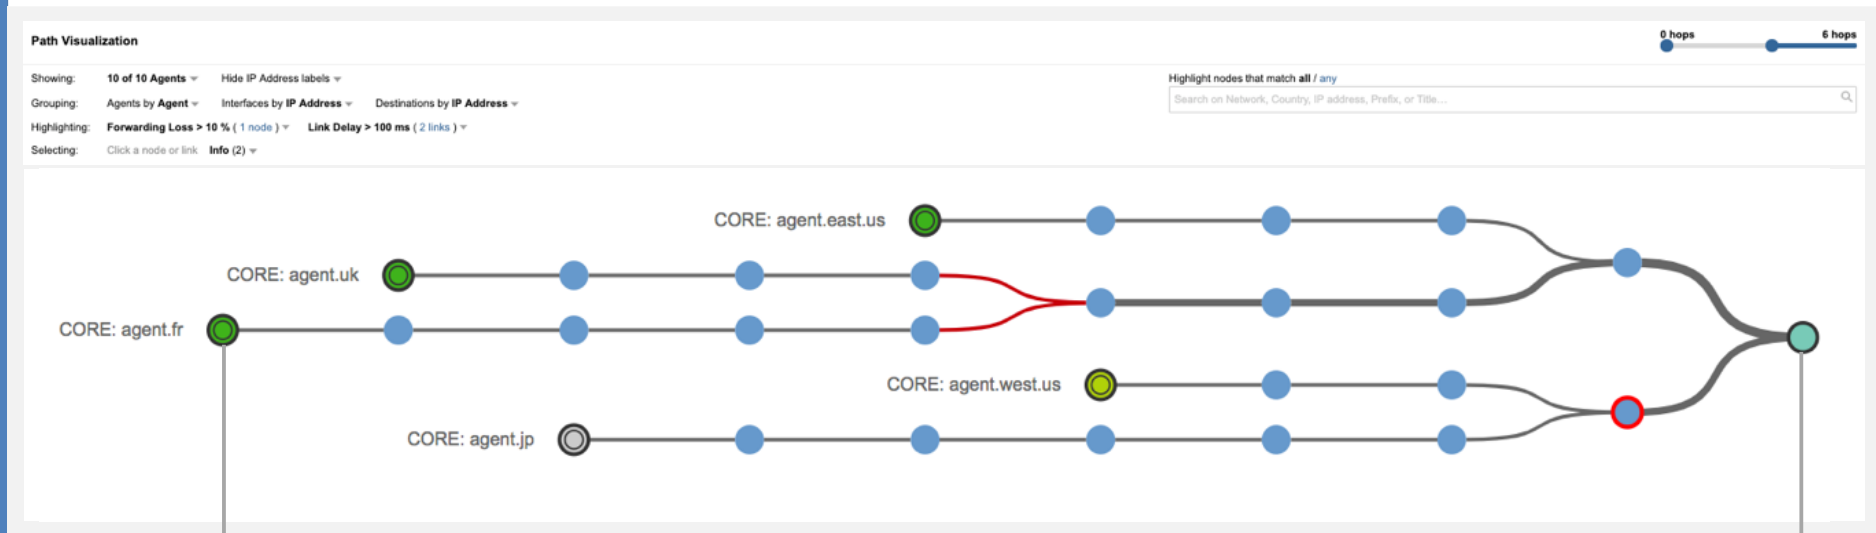 Path Visualization
0 hops 6 hops
Showing: 10 of 10 Agents Hide IP Address labels
Highlight nodes that match all / any
Grouping: Agents by Agent Interfaces by IP Address Destinations by IP Address
Search on Network, Country, IP address, Prefix, or Title...
Highlighting: Forwarding Loss > 10 % ( 1 node ) Link Delay > 100 ms ( 2 links )
Selecting: Click a node or link Info (2)
CORE: agent.east.us
CORE: agent.uk
CORE: agent.fr
CORE: agent.west.us
CORE: agent.jp